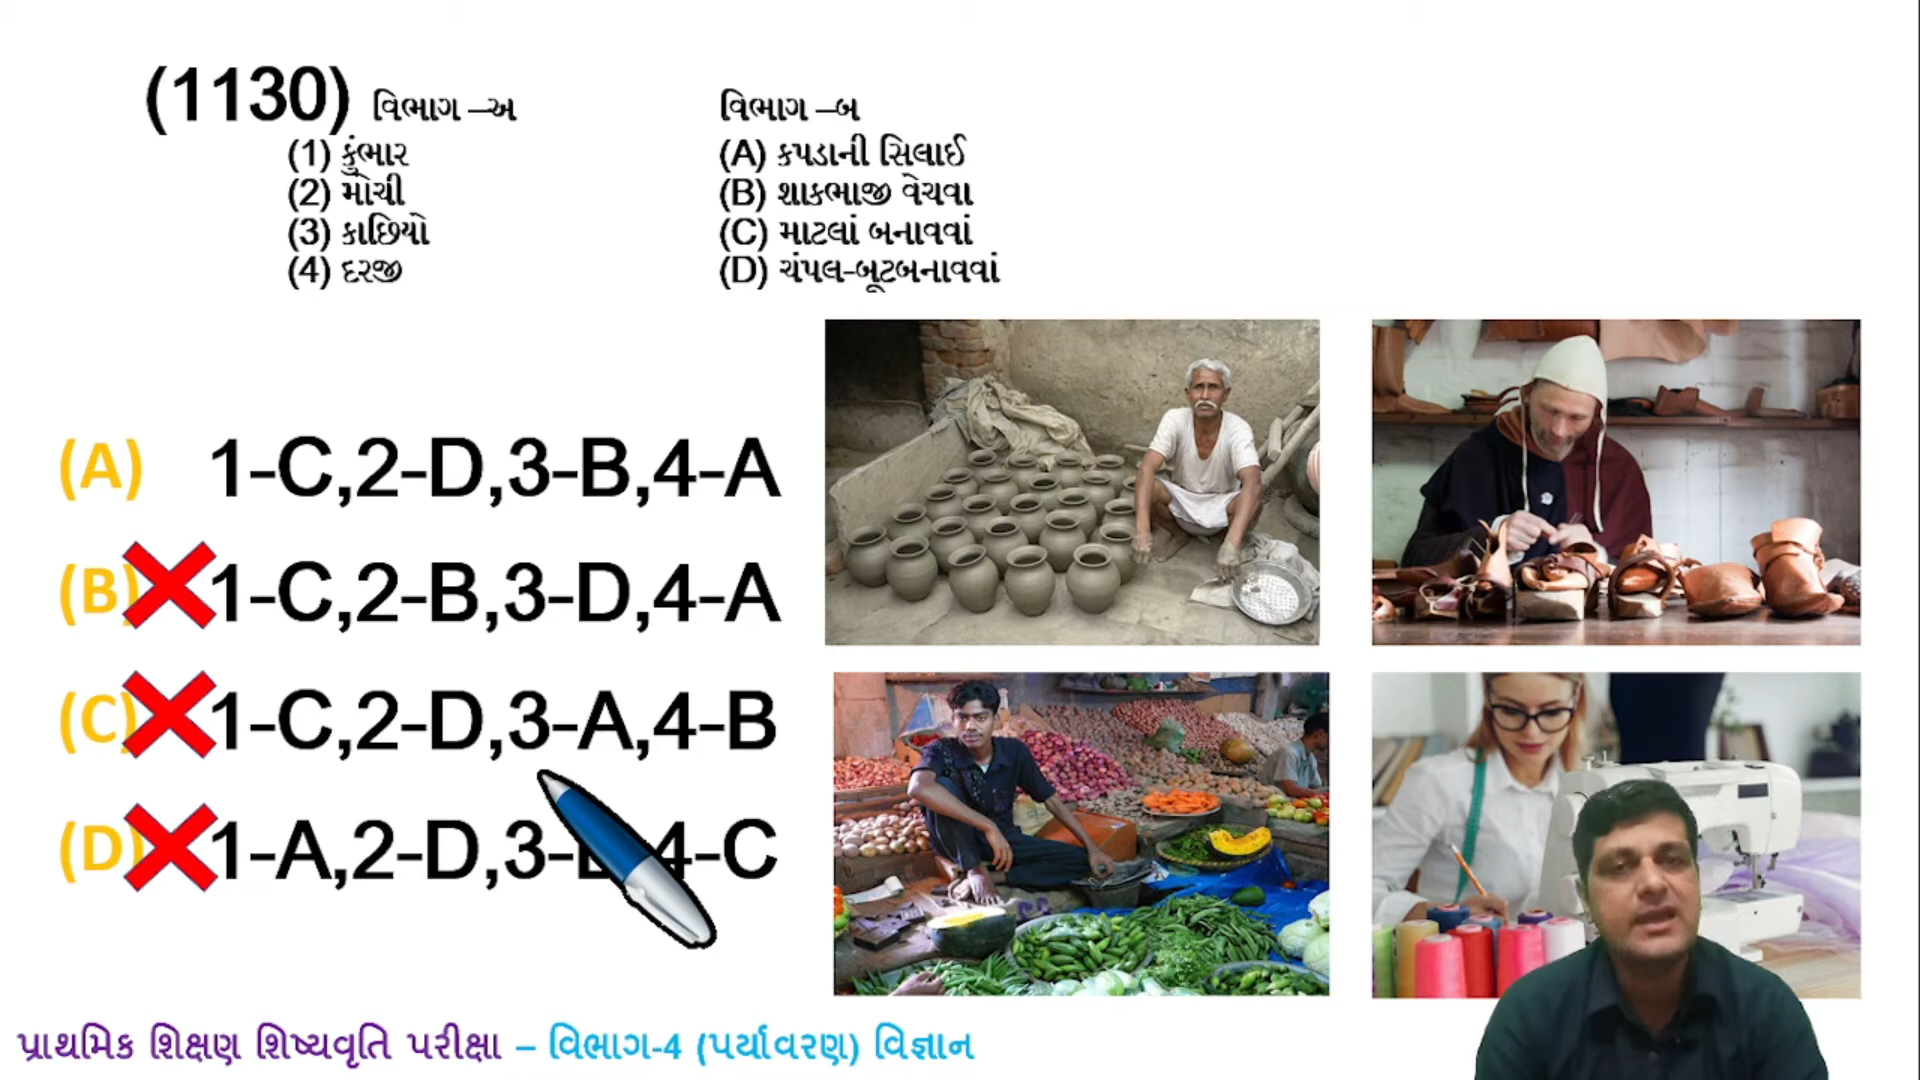 (1130) વિભાગ –અ વિભાગ –બ
(1) કુંભાર (A) કપડાની સિલાઈ
(2) મોચી (B) શાકભાજી વેચવા
(3) કાછિયો (C) માટલાં બનાવવાં
(4) દરજી (D) ચંપલ-બૂટબનાવવાં
(A) 1-C,2-D,3-B,4-A
(B) 1-C,2-B,3-D,4-A
(C) 1-C,2-D,3-A,4-B
(D) 1-A,2-D,3- 4-C
પ્રાથમિક શિક્ષણ શિષ્યવૃતિ પરીક્ષા – વિભાગ-4 (પર્યાવરણ) વિજ્ઞાન